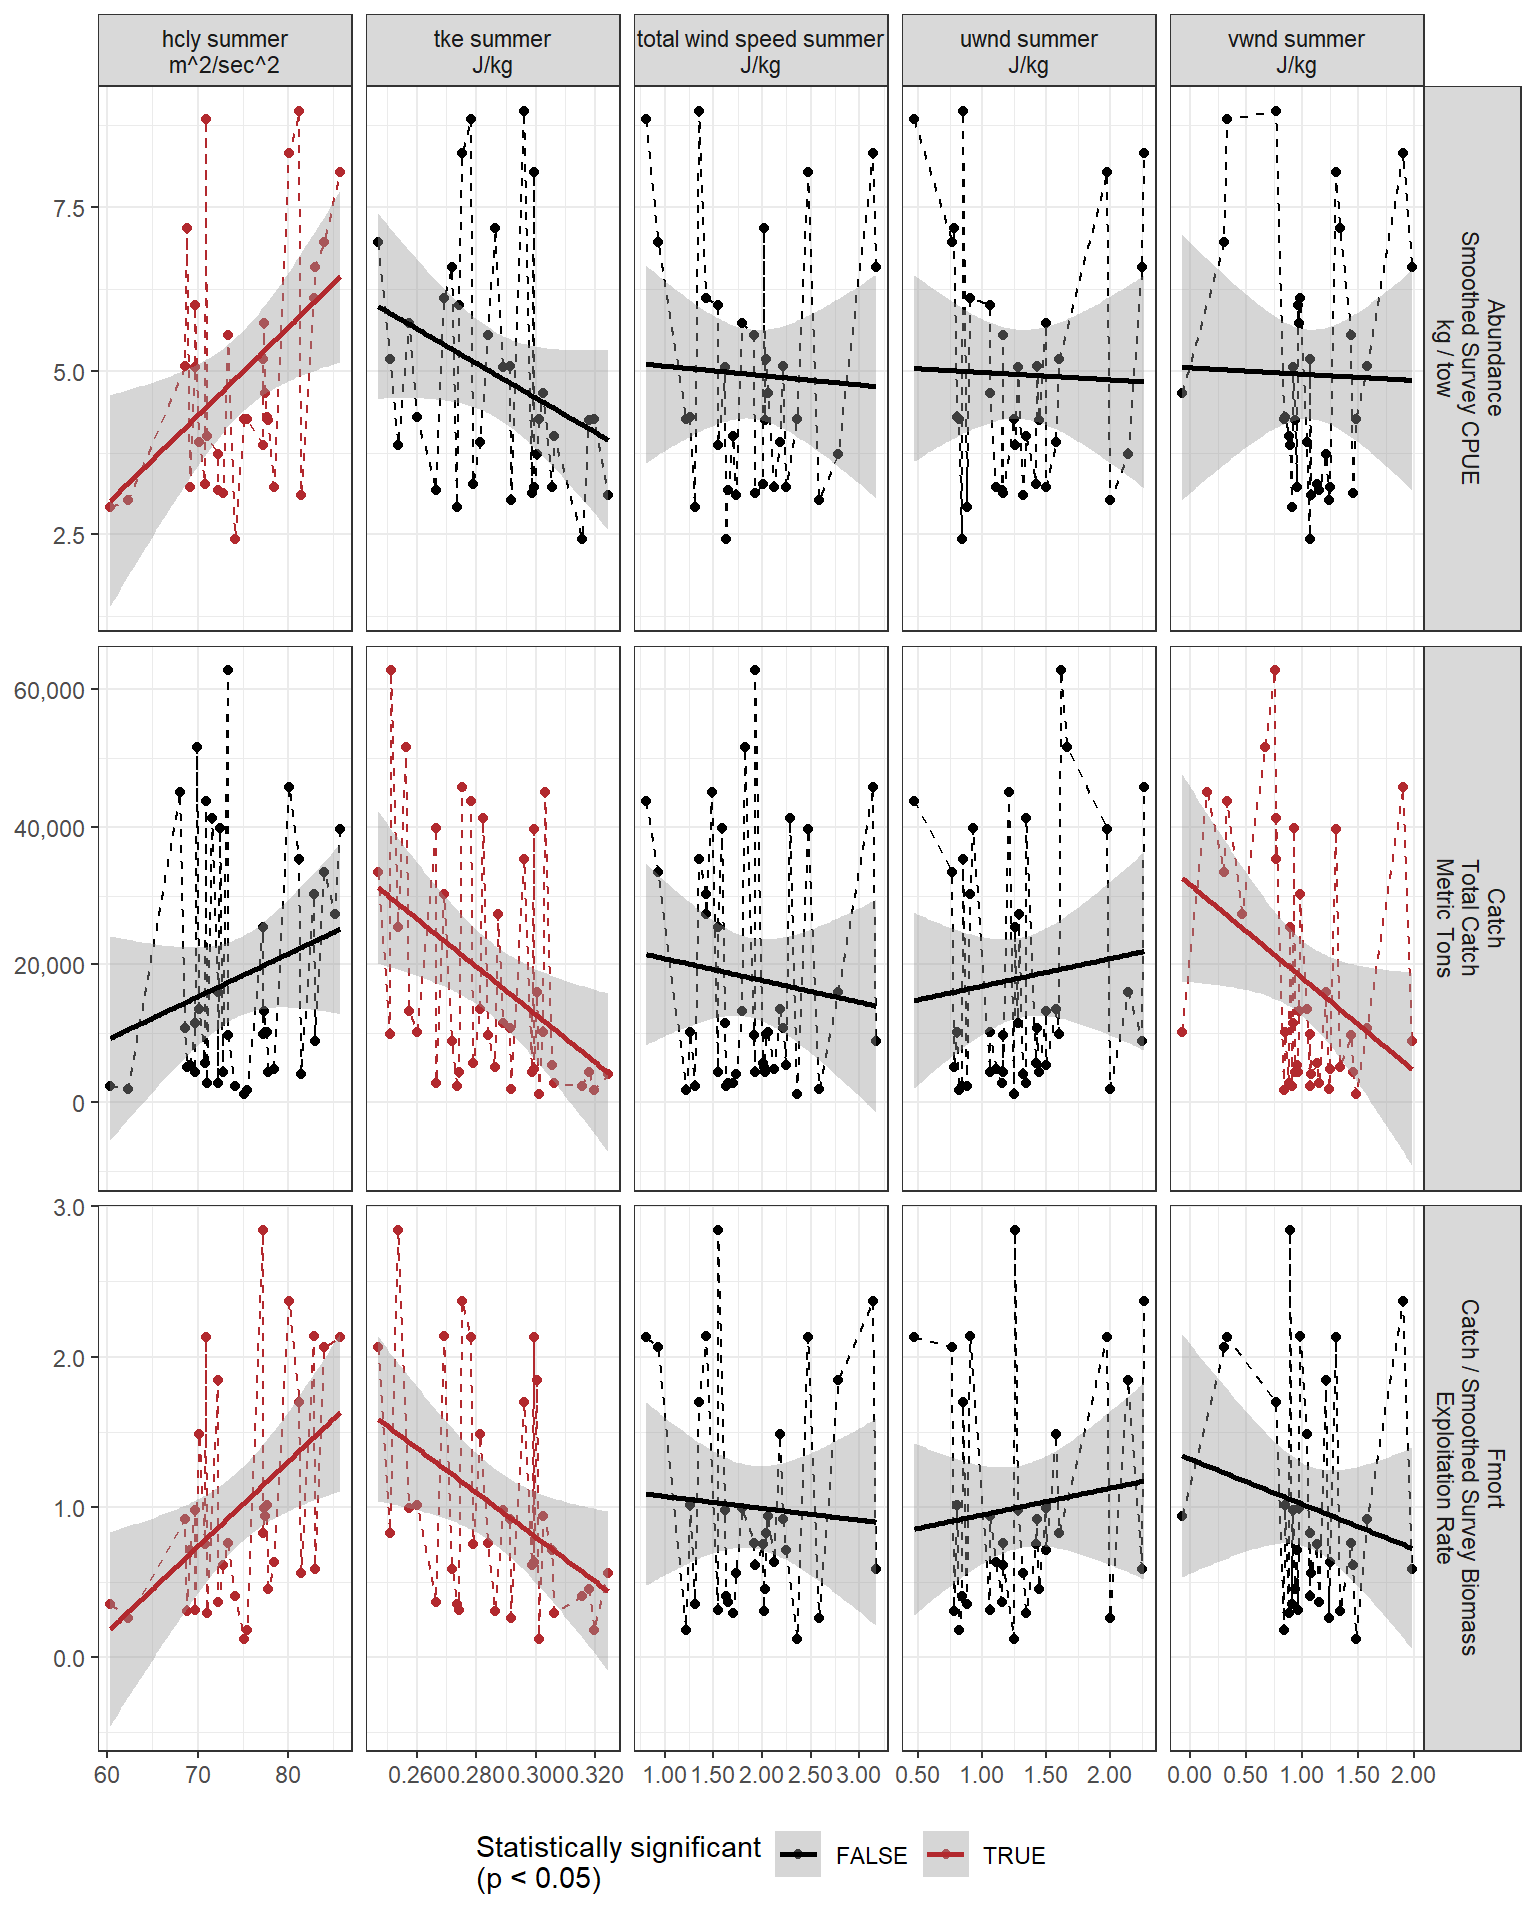 hcly summer
m^2/sec^2
tke summer
J/kg
total wind speed summer
J/kg
uwnd summer
J/kg
vwnd summer
J/kg
7.5
5.0
2.5
Abundance
Smoothed Survey CPUE
kg / tow
60,000
40,000
20,000
0
Catch
Total Catch
Metric Tons
3.0
2.0
1.0
0.0
Fmort
Catch / Smoothed Survey Biomass
Exploitation Rate
60 70 80
0.260 0.280 0.300 0.320
1.00 1.50 2.00 2.50 3.00
0.50 1.00 1.50 2.00
0.00 0.50 1.00 1.50 2.00
Statistically significant
(p < 0.05)
FALSE
TRUE